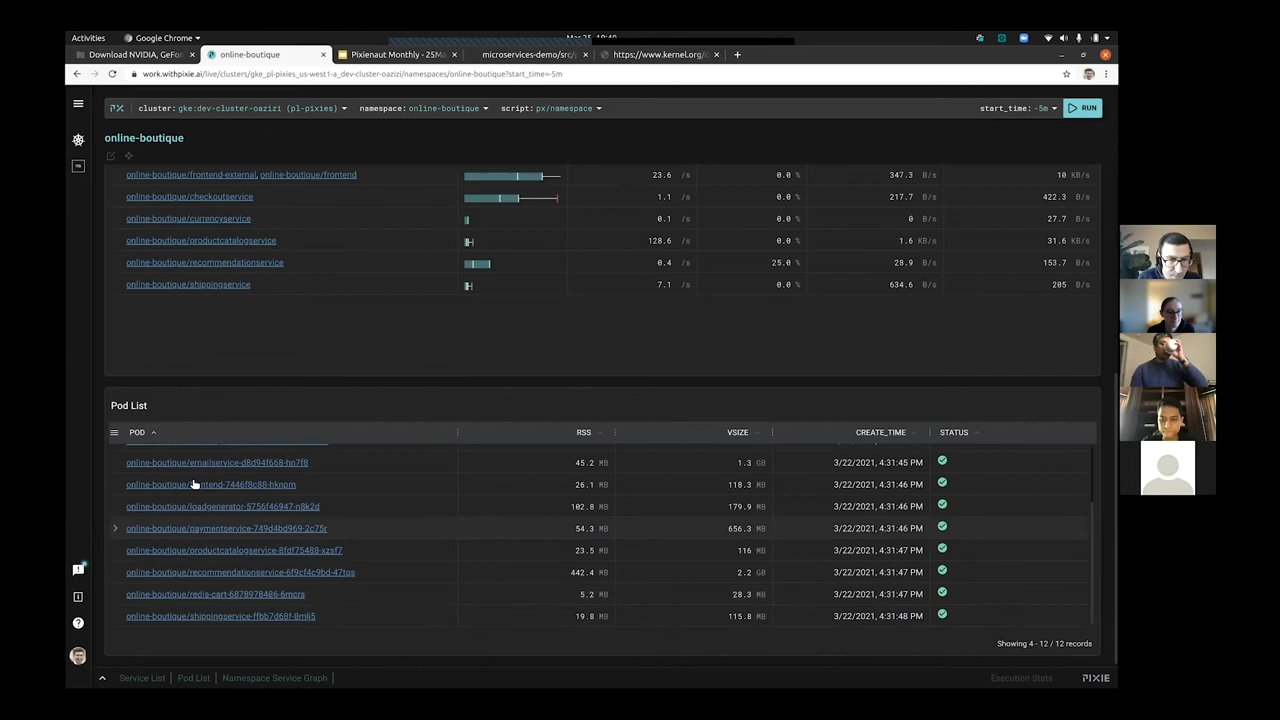 Activities Google Chrome Mar 25 10:40
Download NVIDIA, GeFor online-boutique Pixienaut Monthly - 25Ma microservices-demo/src/p https://www.kernel.org/d
work.withpixie.ai/live/clusters/gke_pl-pixies_us-west1-a_dev-cluster-oazizi/namespaces/online-boutique?start_time=-5m
cluster: gke:dev-cluster-oazizi (pl-pixies) namespace: online-boutique script: px/namespace start_time: -5m RUN
online-boutique
ns
online-boutique/frontend-external, online-boutique/frontend 23.6 /s 0.0 % 347.3 B/s 10 KB/s
online-boutique/checkoutservice 1.1 /s 0.0 % 217.7 B/s 422.3 B/s
online-boutique/currencyservice 0.1 /s 0.0 % 0 B/s 27.7 B/s
online-boutique/productcatalogservice 128.6 /s 0.0 % 1.6 KB/s 31.6 KB/s
online-boutique/recommendationservice 0.4 /s 25.0 % 28.9 B/s 153.7 B/s
online-boutique/shippingservice 7.1 /s 0.0 % 634.6 B/s 205 B/s
Pod List
POD RSS VSIZE CREATE_TIME STATUS
online-boutique/emailservice-d8d94f668-hn7f8 45.2 MB 1.3 GB 3/22/2021, 4:31:45 PM
online-boutique/frontend-7446f8c88-hknpm 26.1 MB 118.3 MB 3/22/2021, 4:31:46 PM
online-boutique/loadgenerator-5756f46947-n8k2d 102.8 MB 179.9 MB 3/22/2021, 4:31:46 PM
online-boutique/paymentservice-749d4bd969-2c75r 54.3 MB 656.3 MB 3/22/2021, 4:31:46 PM
online-boutique/productcatalogservice-8fdf75488-xzsf7 23.5 MB 116 MB 3/22/2021, 4:31:47 PM
online-boutique/recommendationservice-6f9cf4c9bd-47tqs 442.4 MB 2.2 GB 3/22/2021, 4:31:47 PM
online-boutique/redis-cart-6878978486-6mcrs 5.2 MB 28.3 MB 3/22/2021, 4:31:47 PM
online-boutique/shippingservice-ffbb7d68f-8mlj5 19.8 MB 115.8 MB 3/22/2021, 4:31:48 PM
Showing 4 - 12 / 12 records
Service List Pod List Namespace Service Graph Execution Stats PIXIE